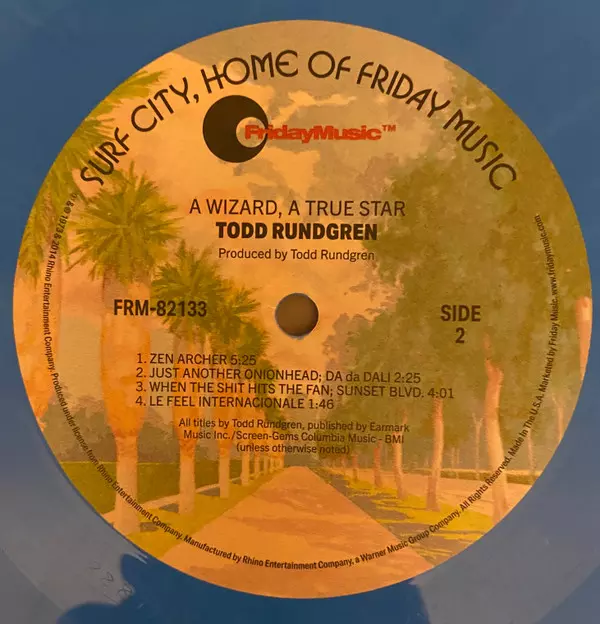 SURF CITY, HOME OF FRIDAY MUSIC
FridayMusic™
A WIZARD, A TRUE STAR
TODD RUNDGREN
Produced by Todd Rundgren
FRM-82133
SIDE
2
1. ZEN ARCHER 5:25
2. JUST ANOTHER ONIONHEAD; DA da DALI 2:25
3. WHEN THE SHIT HITS THE FAN; SUNSET BLVD. 4:01
4. LE FEEL INTERNACIONALE 1:46
All titles by Todd Rundgren, published by Earmark
Music Inc./Screen-Gems Columbia Music - BMI
(unless otherwise noted)
℗ & © 1973 & 2014 Rhino Entertainment Company. Produced under license from Rhino Entertainment Company. Manufactured by Rhino Entertainment Company, a Warner Music Group Company. All Rights Reserved. Made In The U.S.A. Marketed by Friday Music. www.fridaymusic.com